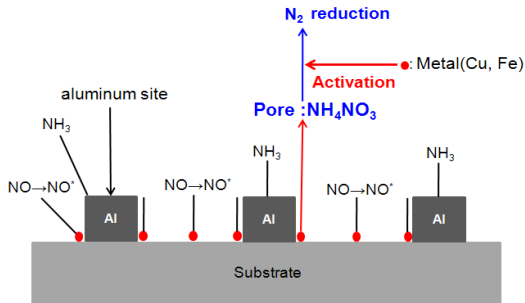 N2 reduction
: Metal(Cu, Fe)
Activation
aluminum site
Pore :NH4NO3
NH3
NH3
NH3
NO→NO*
NO→NO*
NO→NO*
Al
Al
Al
Substrate